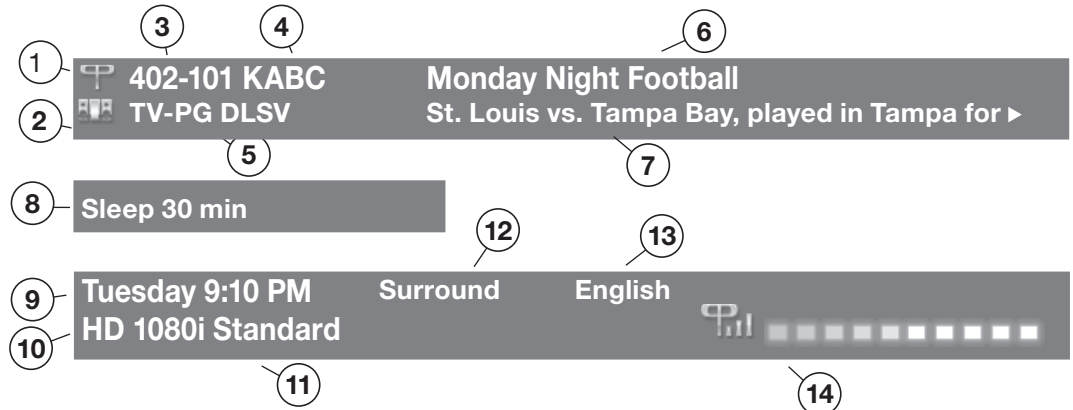 3 4 6
1 402-101 KABC Monday Night Football
2 TV-PG DLSV St. Louis vs. Tampa Bay, played in Tampa for ▶
5 7
8 Sleep 30 min
12 13
9 Tuesday 9:10 PM Surround English
10 HD 1080i Standard
11 14